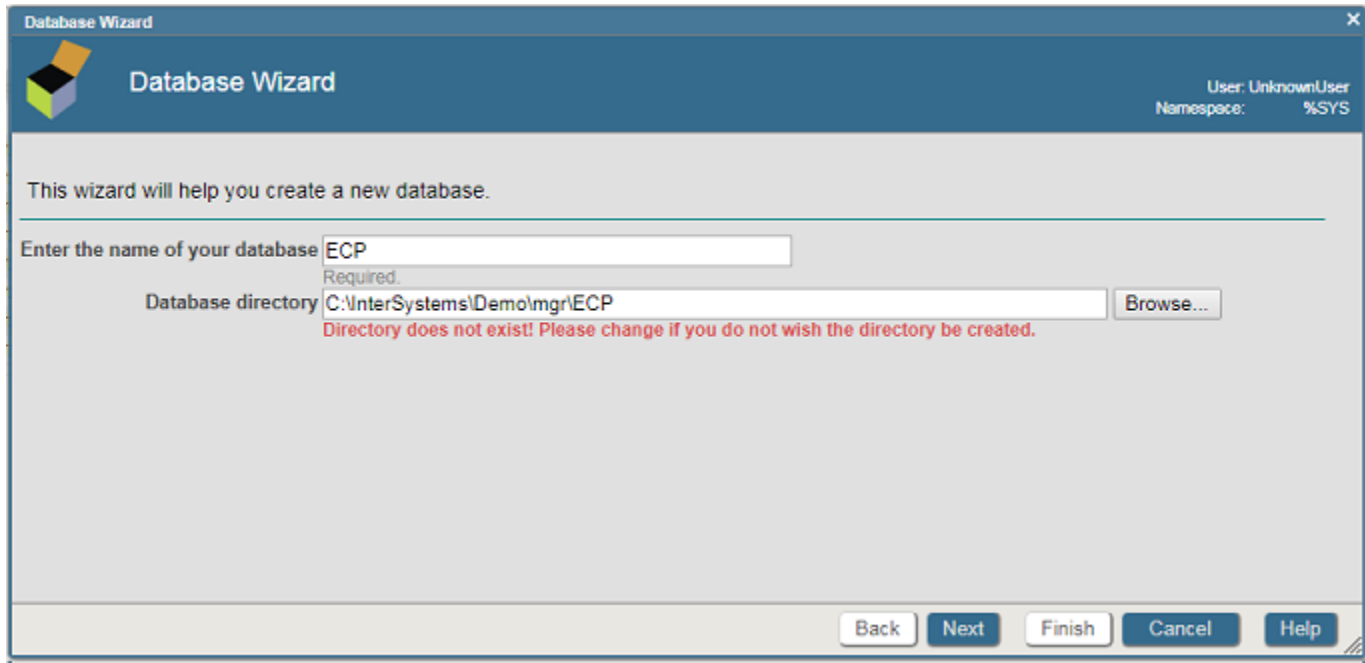 Database Wizard
Database Wizard
User: UnknownUser
Namespace: %SYS
This wizard will help you create a new database.
Enter the name of your database ECP
Required.
Database directory C:\InterSystems\Demo\mgr\ECP Browse...
Directory does not exist! Please change if you do not wish the directory be created.
Back Next Finish Cancel Help